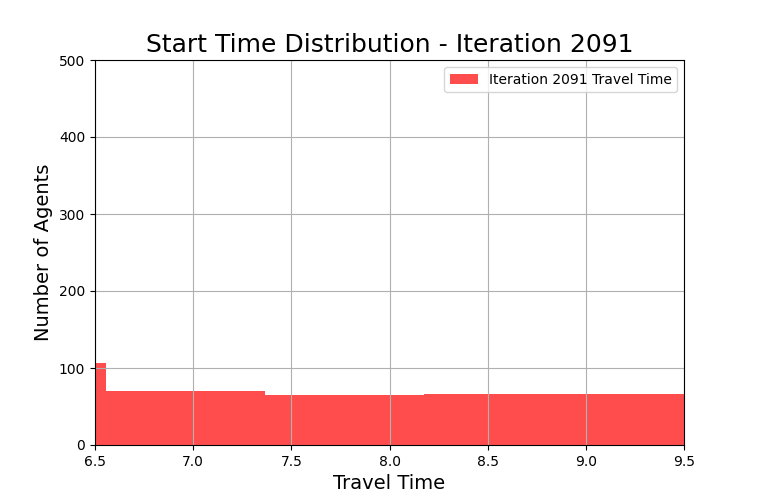 Start Time Distribution - Iteration 2091
Iteration 2091 Travel Time
Number of Agents
500
400
300
200
100
0
6.5 7.0 7.5 8.0 8.5 9.0 9.5
Travel Time